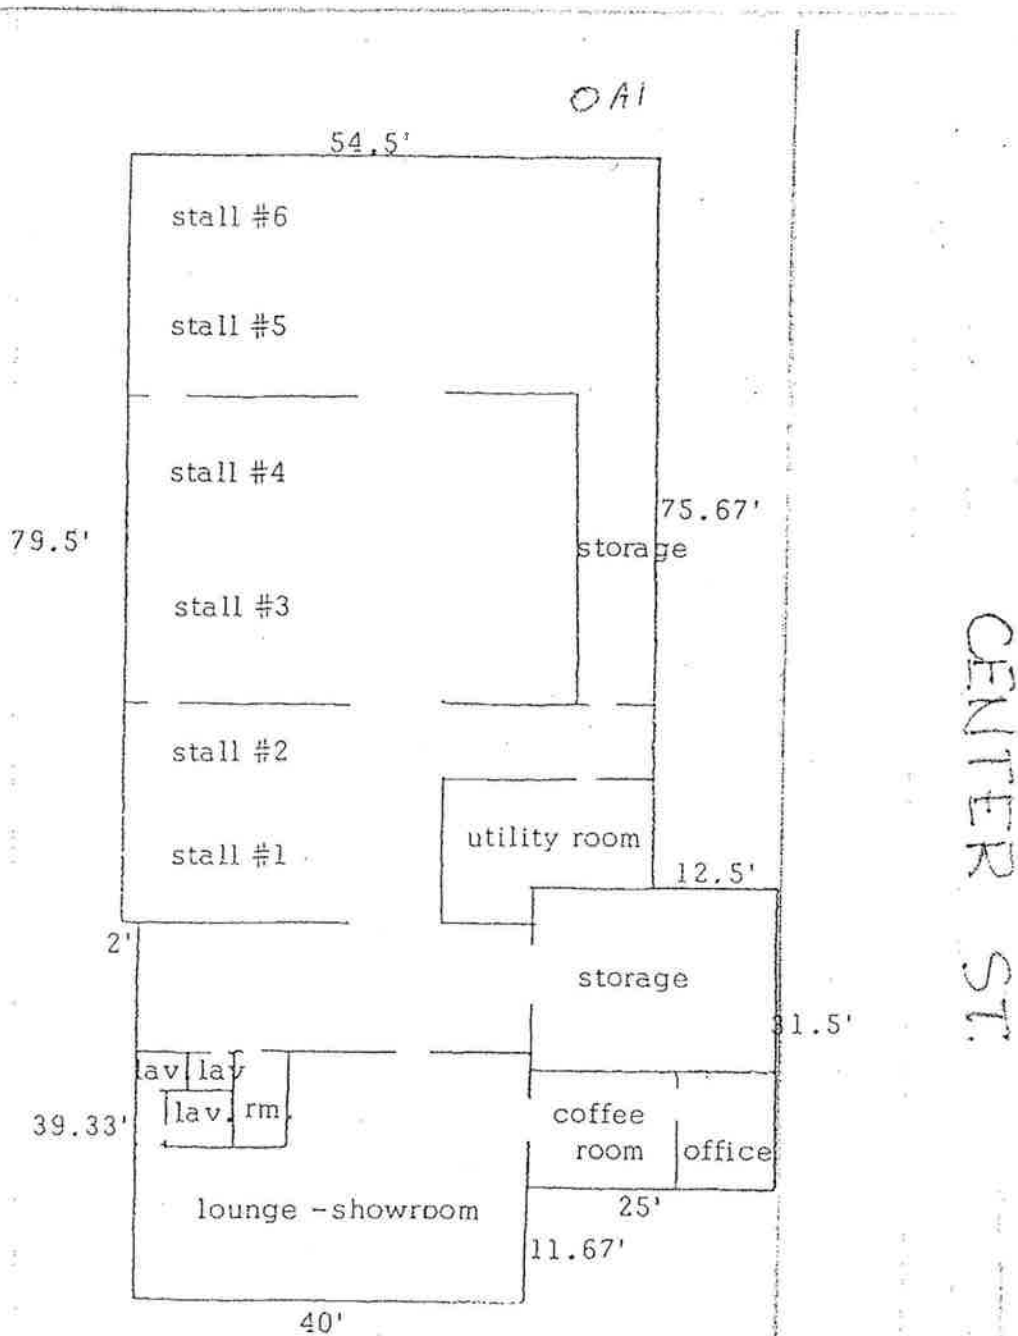 O A1
54.5'
stall #6
stall #5
stall #4
75.67'
79.5'
storage
stall #3
CENTER ST.
stall #2
utility room
stall #1
12.5'
2'
storage
31.5'
lav
lav
lav.
rm.
39.33'
coffee
room
office
lounge - showroom
25'
11.67'
40'